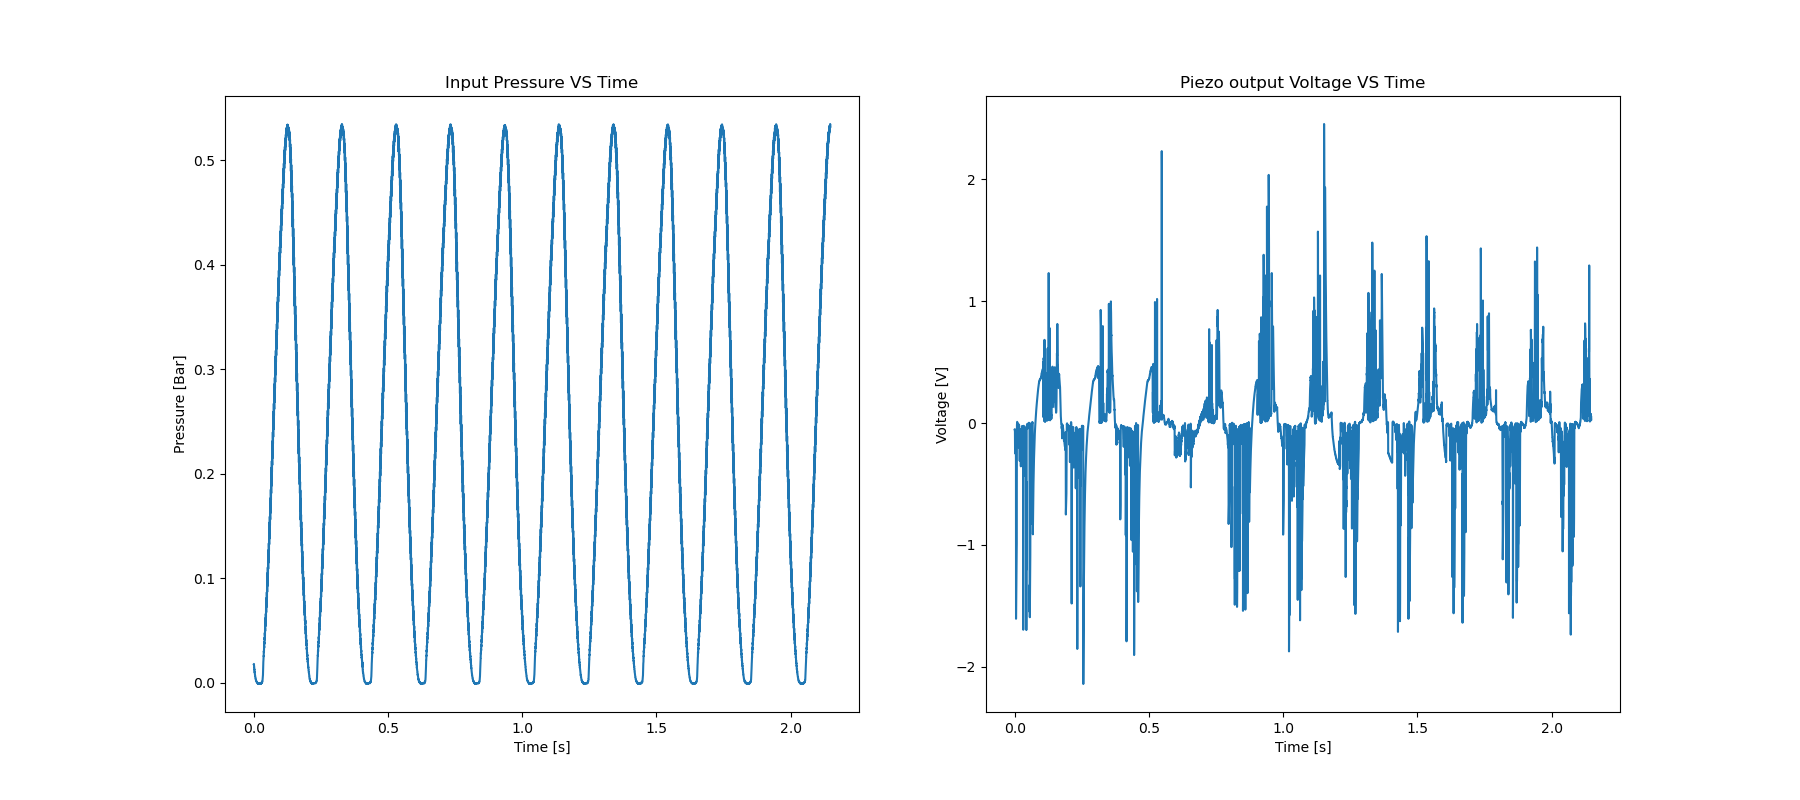 Input Pressure VS Time
Pressure [Bar]
0.5
0.4
0.3
0.2
0.1
0.0
0.0 0.5 1.0 1.5 2.0
Time [s]
Piezo output Voltage VS Time
Voltage [V]
2
1
0
−1
−2
0.0 0.5 1.0 1.5 2.0
Time [s]